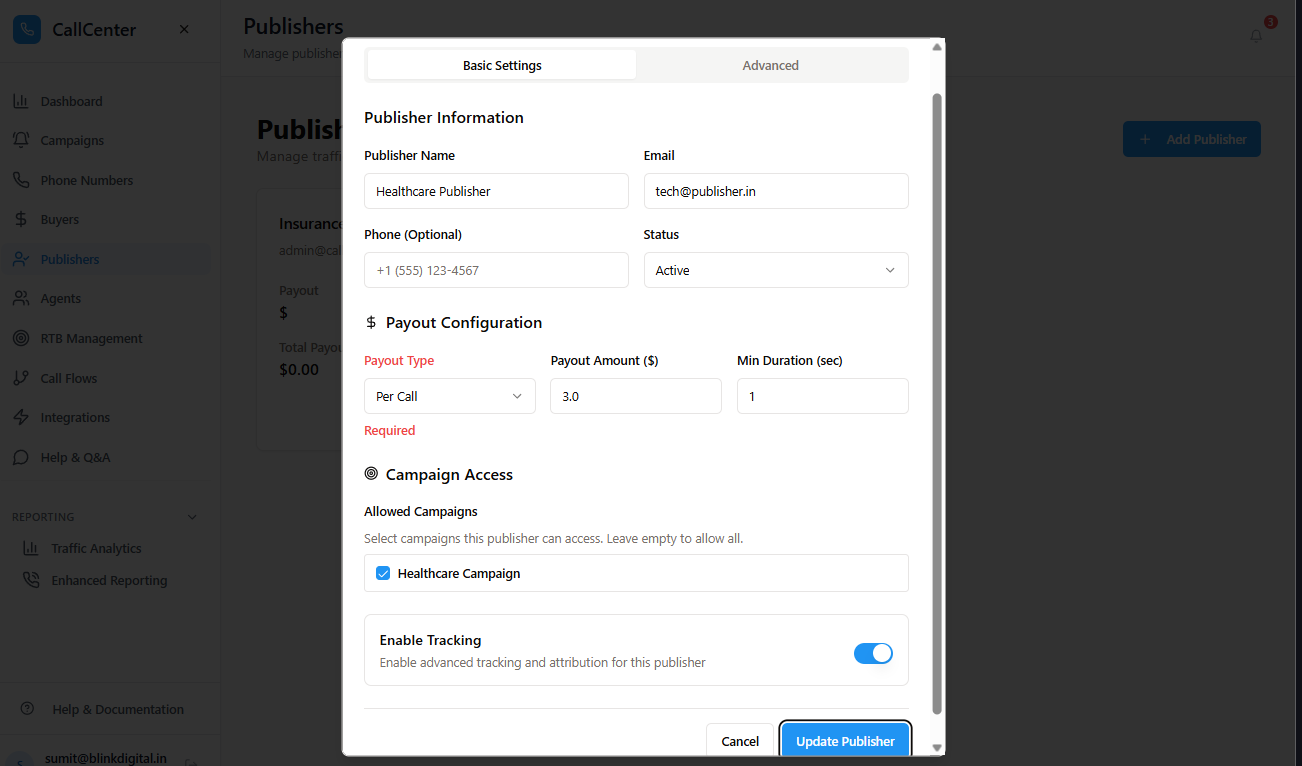 CallCenter
Publishers
3
Manage publishe
Dashboard
Campaigns
Phone Numbers
Buyers
Publishers
Agents
RTB Management
Call Flows
Integrations
Help & Q&A
REPORTING
Traffic Analytics
Enhanced Reporting
Help & Documentation
S
sumit@blinkdigital.in
Publish
Manage traffi
Add Publisher
Insurance
admin@cal
Payout
$
Total Payou
$0.00
Basic Settings Advanced
Publisher Information
Publisher Name Email
Healthcare Publisher tech@publisher.in
Phone (Optional) Status
+1 (555) 123-4567 Active
$ Payout Configuration
Payout Type Payout Amount ($) Min Duration (sec)
Per Call 3.0 1
Required
Campaign Access
Allowed Campaigns
Select campaigns this publisher can access. Leave empty to allow all.
Healthcare Campaign
Enable Tracking
Enable advanced tracking and attribution for this publisher
Cancel Update Publisher